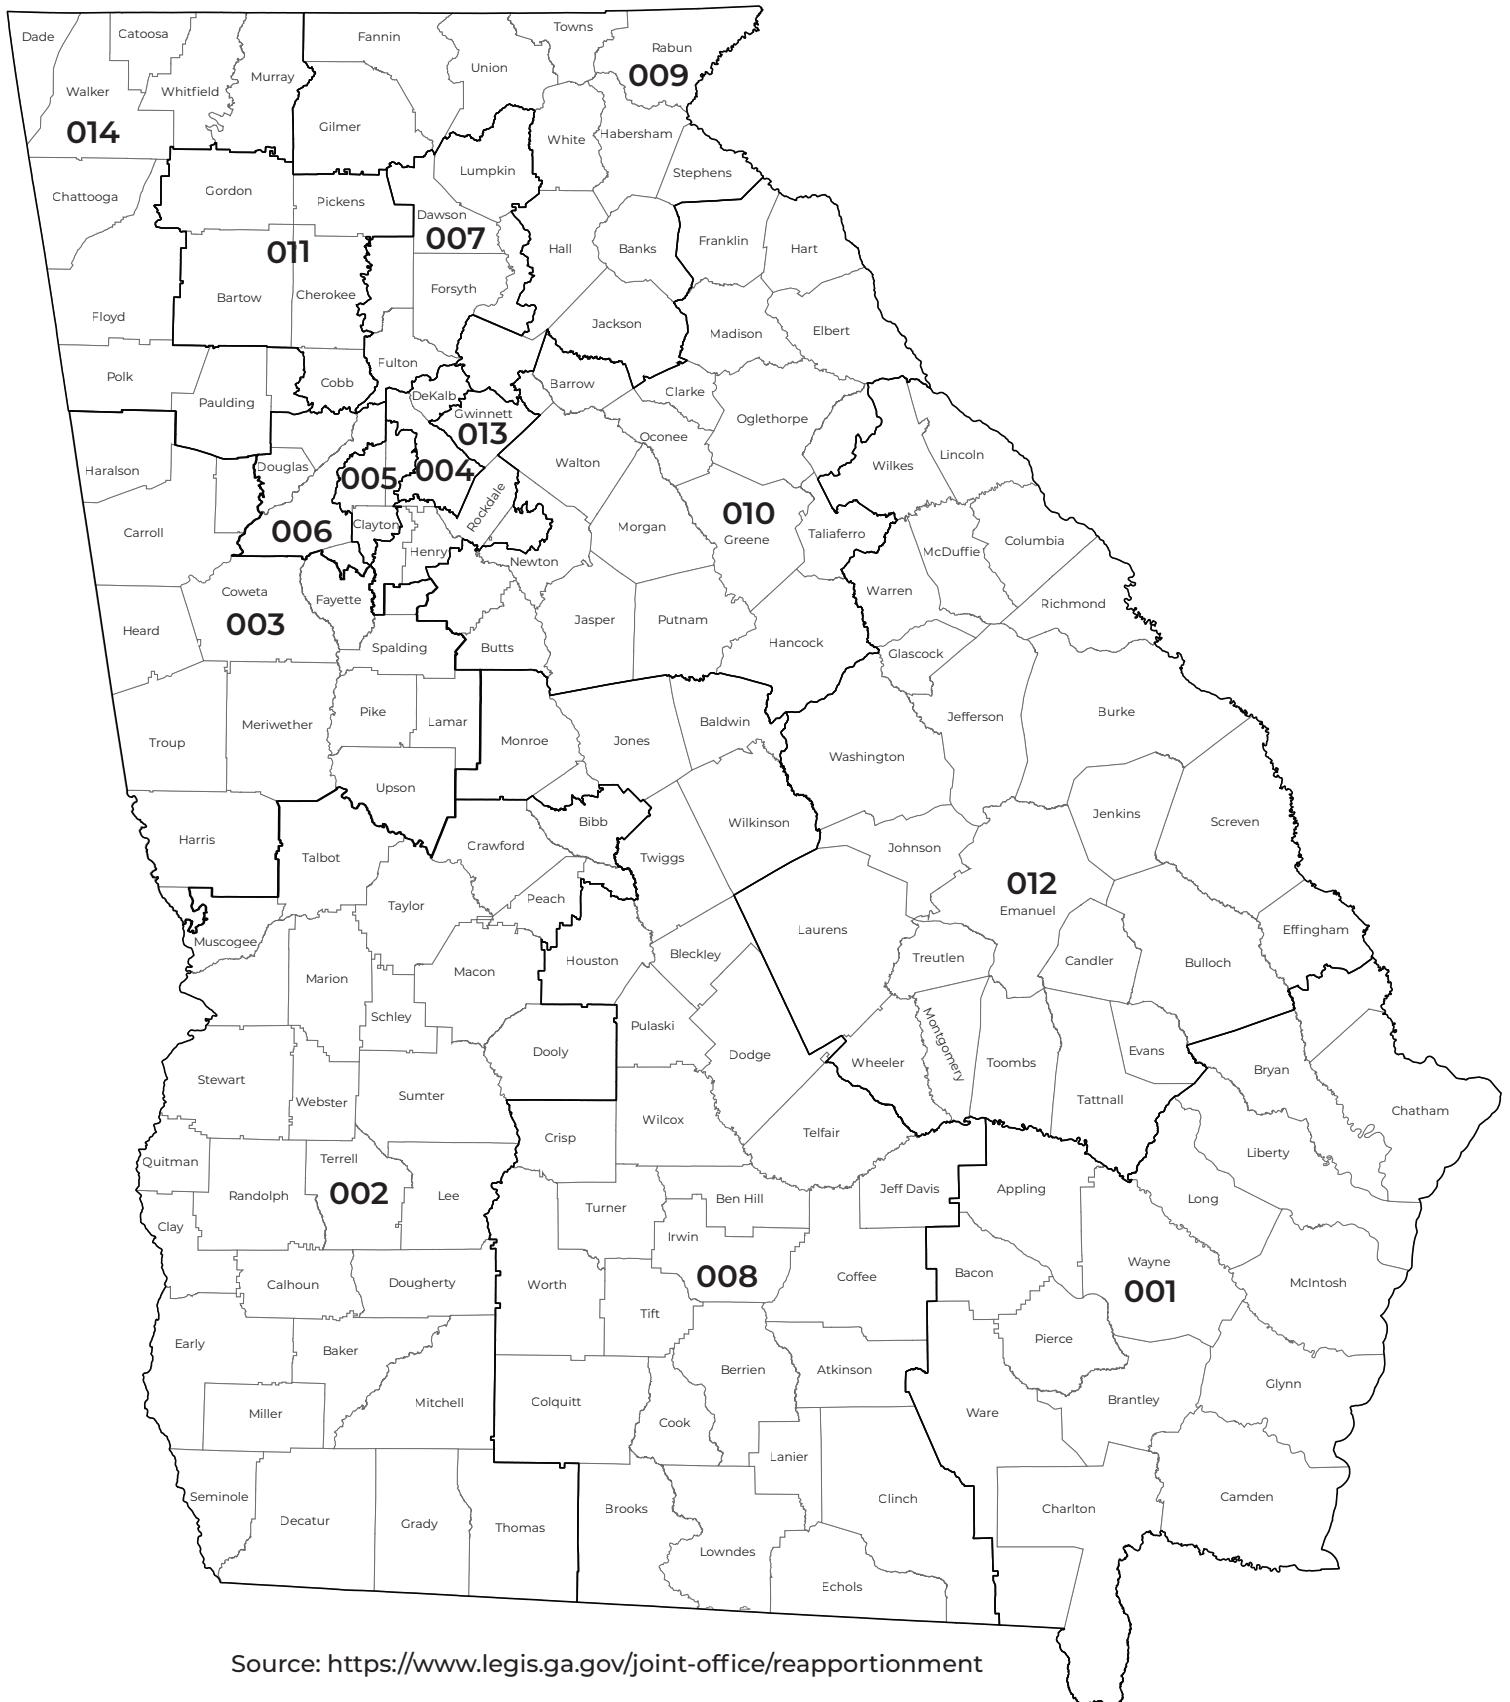 Dade
Catoosa
Fannin
Towns
Rabun
009
Union
Murray
Walker
Whitfield
014
Gilmer
White
Habersham
Lumpkin
Stephens
Chattooga
Gordon
Pickens
Dawson
007
011
Hall
Banks
Franklin
Hart
Bartow
Cherokee
Forsyth
Floyd
Jackson
Madison
Elbert
Polk
Cobb
Fulton
Paulding
DeKalb
Barrow
Clarke
Oglethorpe
Gwinnett
013
Oconee
Haralson
Douglas
005
004
Walton
Wilkes
Lincoln
Rockdale
010
Greene
Carroll
006
Clayton
Henry
Morgan
Taliaferro
McDuffie
Columbia
Newton
Coweta
003
Fayette
Warren
Richmond
Heard
Spalding
Butts
Jasper
Putnam
Hancock
Glascock
Troup
Meriwether
Pike
Lamar
Monroe
Jones
Baldwin
Washington
Jefferson
Burke
Upson
Harris
Talbot
Crawford
Bibb
Twiggs
Wilkinson
Johnson
Jenkins
Screven
012
Emanuel
Taylor
Peach
Muscogee
Marion
Macon
Houston
Bleckley
Laurens
Treutlen
Candler
Bulloch
Effingham
Schley
Dooly
Pulaski
Dodge
Wheeler
Montgomery
Toombs
Evans
Bryan
Stewart
Webster
Sumter
Tattnall
Chatham
Crisp
Wilcox
Telfair
Liberty
Quitman
Terrell
002
Randolph
Lee
Turner
Ben Hill
Jeff Davis
Appling
Long
Clay
Irwin
008
Calhoun
Dougherty
Worth
Coffee
Bacon
Wayne
001
McIntosh
Tift
Early
Baker
Pierce
Berrien
Atkinson
Glynn
Miller
Mitchell
Colquitt
Cook
Ware
Brantley
Lanier
Seminole
Decatur
Grady
Thomas
Brooks
Clinch
Charlton
Camden
Lowndes
Echols
Source: https://www.legis.ga.gov/joint-office/reapportionment